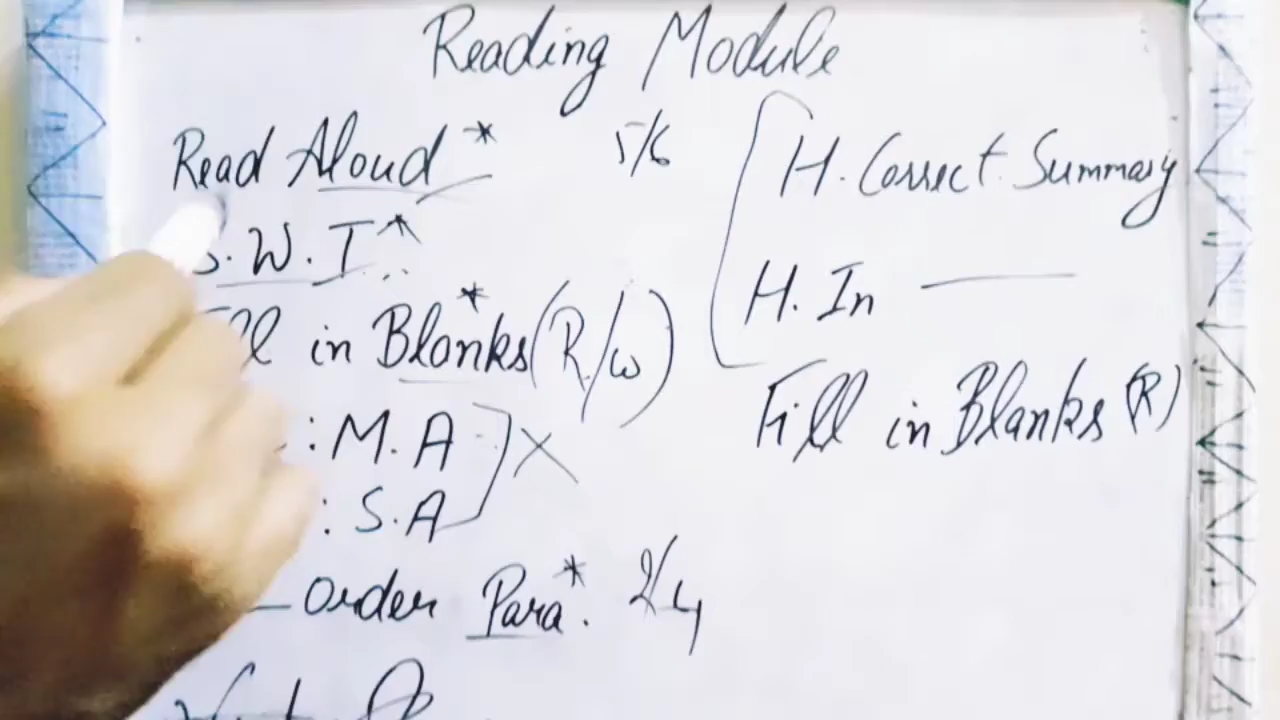 Reading Module
Read Aloud *
5/6
S.W.T *
in Blanks * (R/w)
: M.A
: S.A
order Para. * 2/4
H. Correct Summary
H. In
Fill in Blanks (R)